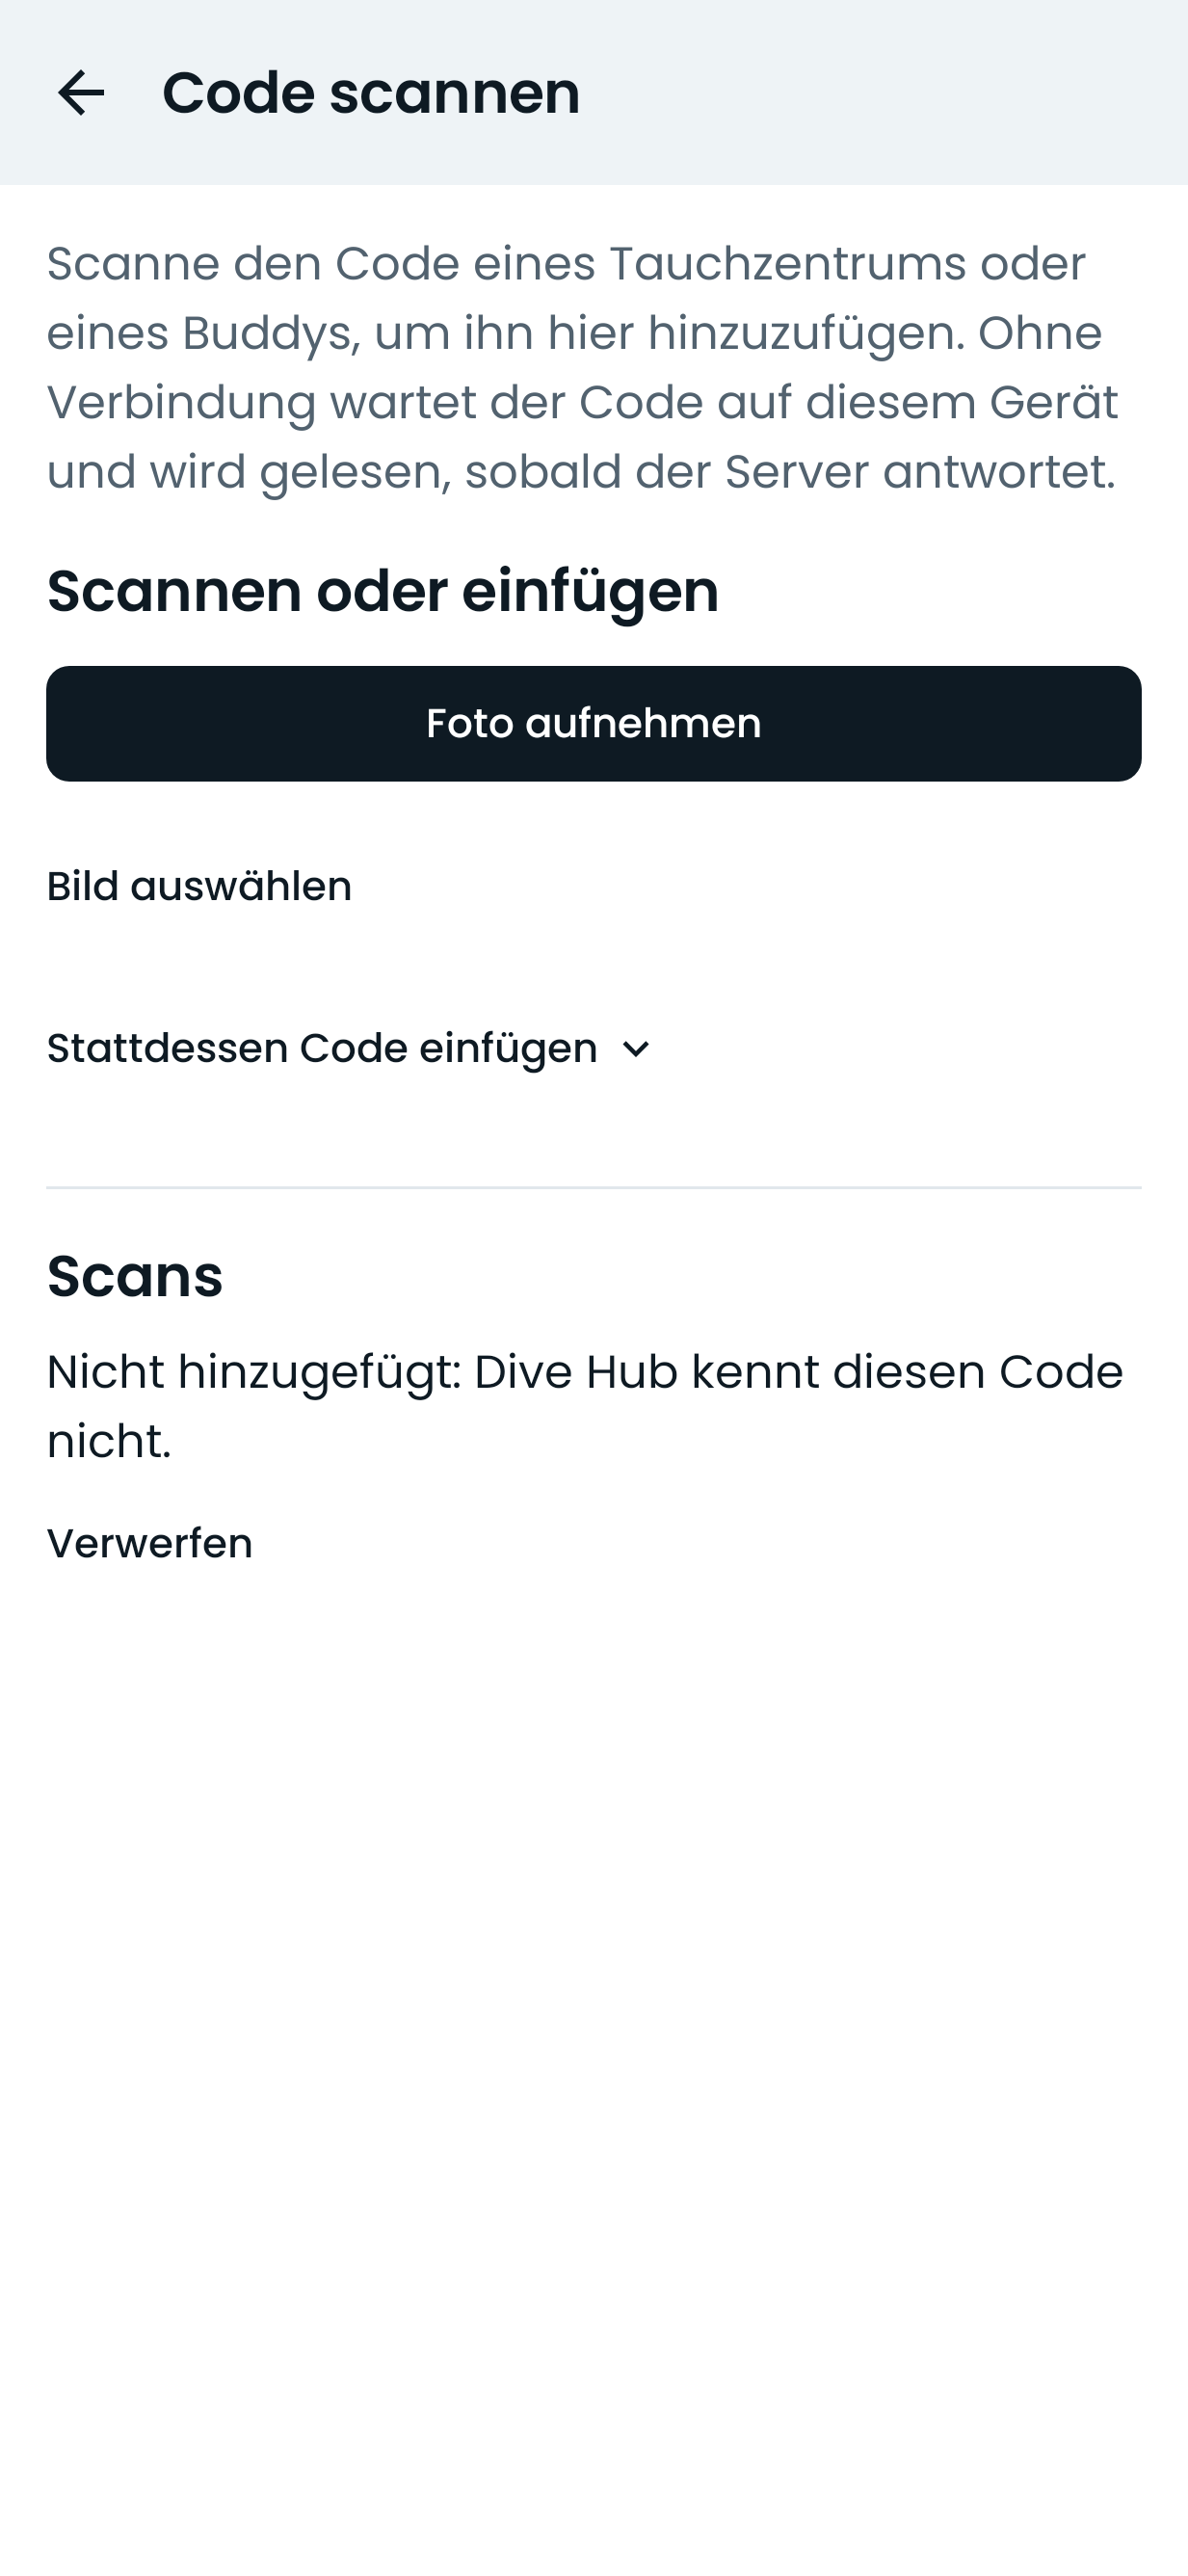 Code scannen
Scanne den Code eines Tauchzentrums oder
eines Buddys, um ihn hier hinzuzufügen. Ohne
Verbindung wartet der Code auf diesem Gerät
und wird gelesen, sobald der Server antwortet.
Scannen oder einfügen
Foto aufnehmen
Bild auswählen
Stattdessen Code einfügen
Scans
Nicht hinzugefügt: Dive Hub kennt diesen Code
nicht.
Verwerfen